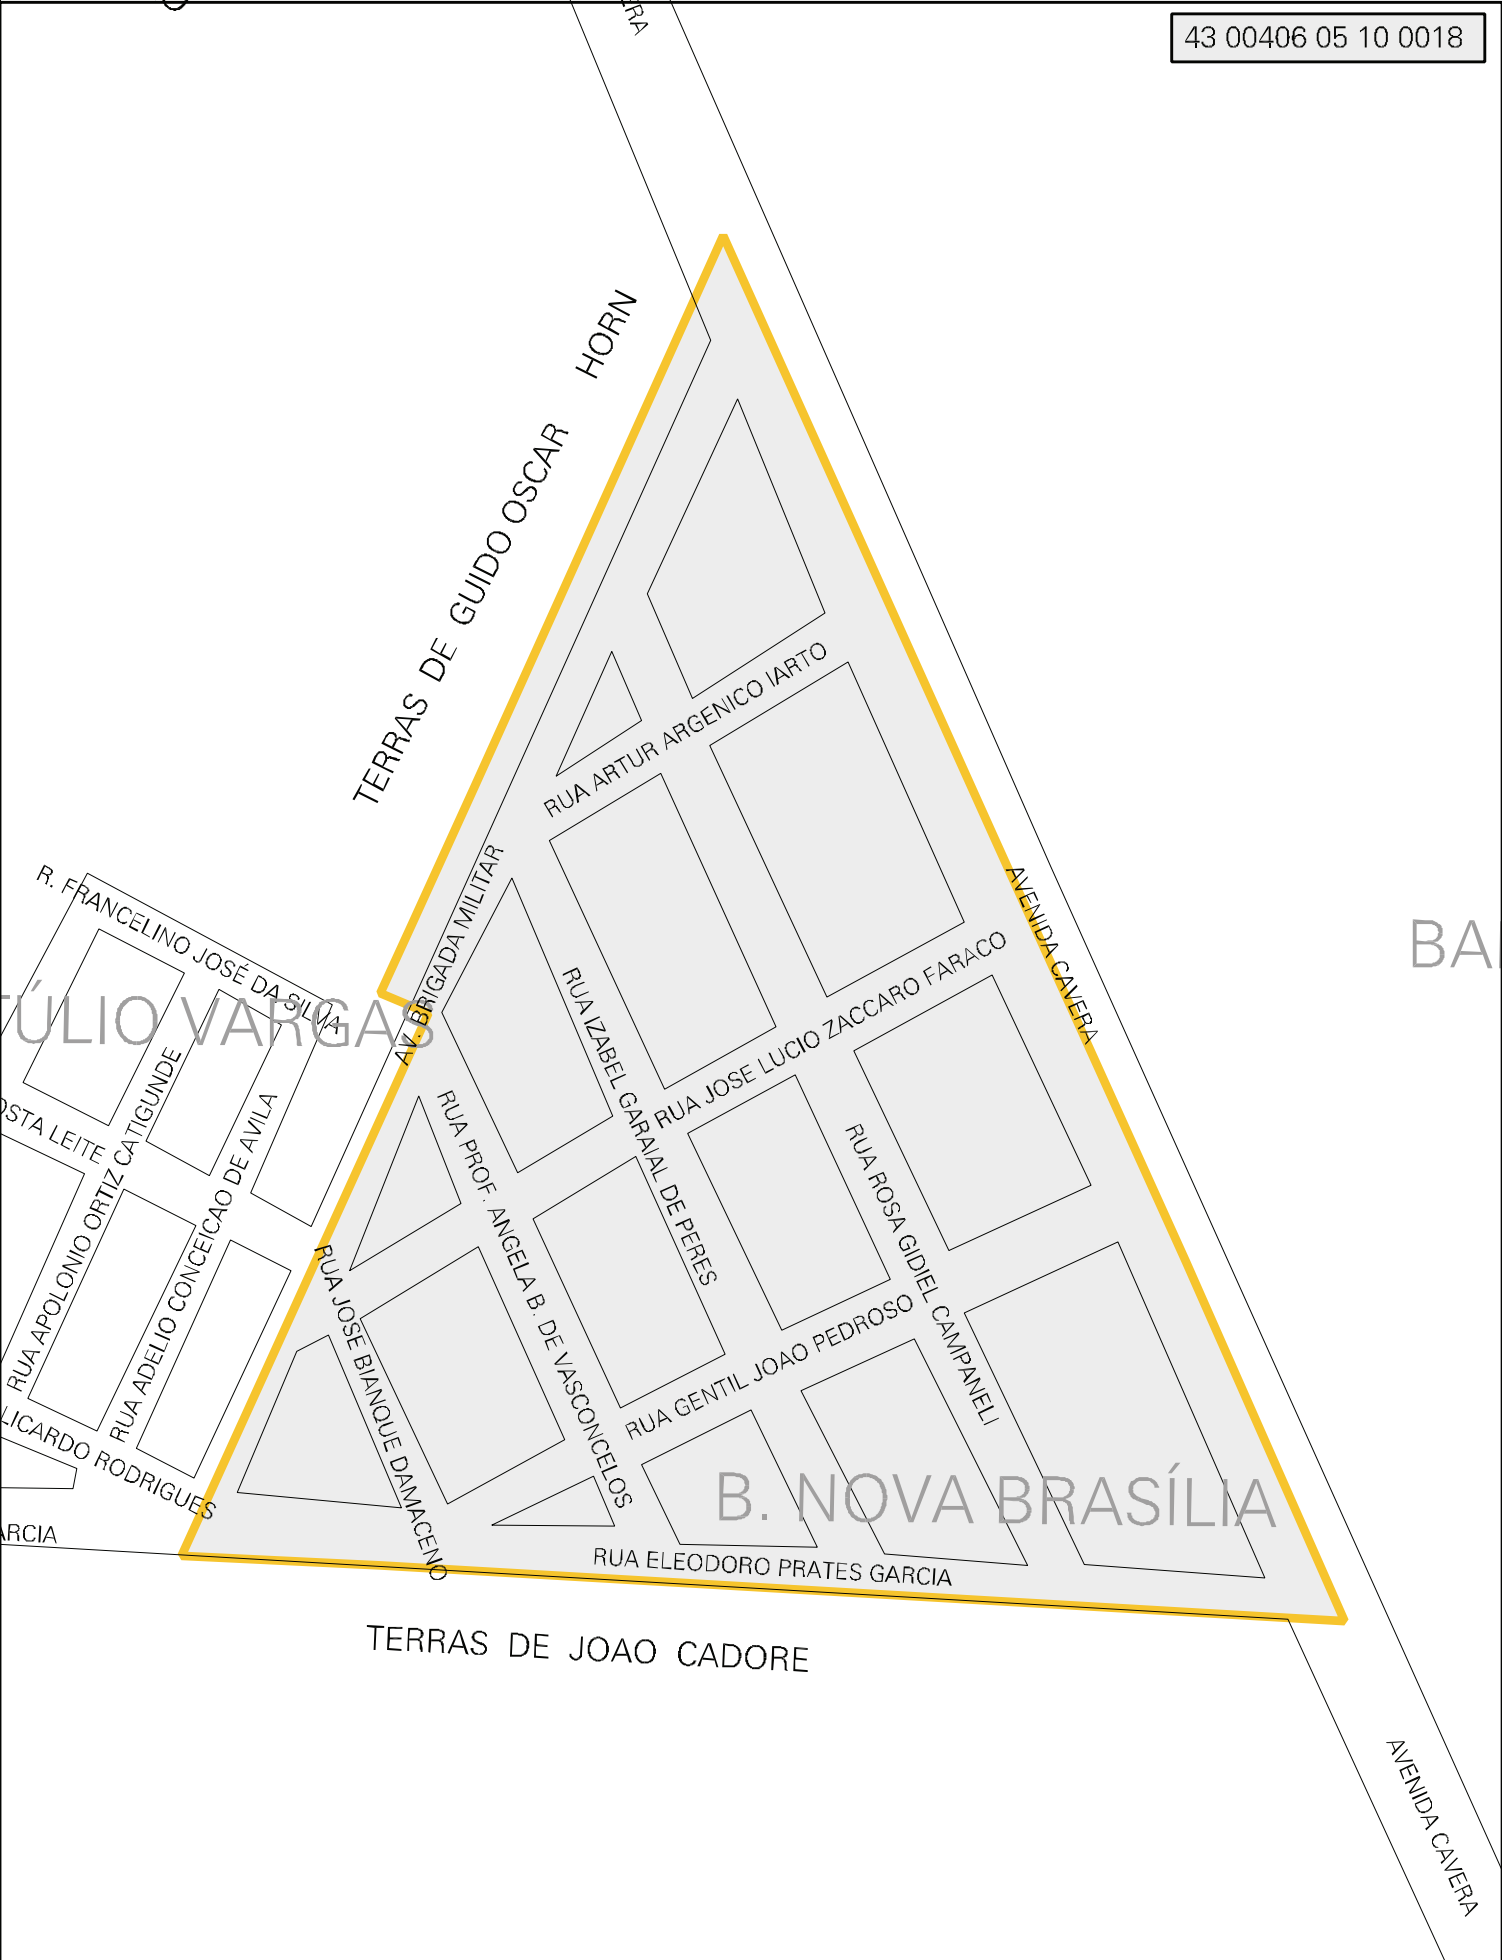 43 00406 05 10 0018
TERRAS DE GUIDO OSCAR HORN
RUA ARTUR ARGENICO IARTO
AV. BRIGADA MILITAR
R. FRANCELINO JOSÉ DA SILVA
AVENIDA CAVERA
RUA JOSE LUCIO ZACCARO FARACO
RUA IZABEL GARAIAL DE PERES
TÚLIO VARGAS
RUA APOLONIO ORTIZ CATIGUNDE
RUA ADELIO CONCEICAO DE AVILA
LEITE
RUA PROF. ANGELA B. DE VASCONCELOS
RUA ROSA GIDIEL CAMPANELI
RUA JOSE BIANQUE DAMACENO
RUA GENTIL JOAO PEDROSO
LICARDO RODRIGUES
B. NOVA BRASÍLIA
RUA ELEODORO PRATES GARCIA
TERRAS DE JOAO CADORE
AVENIDA CAVERA